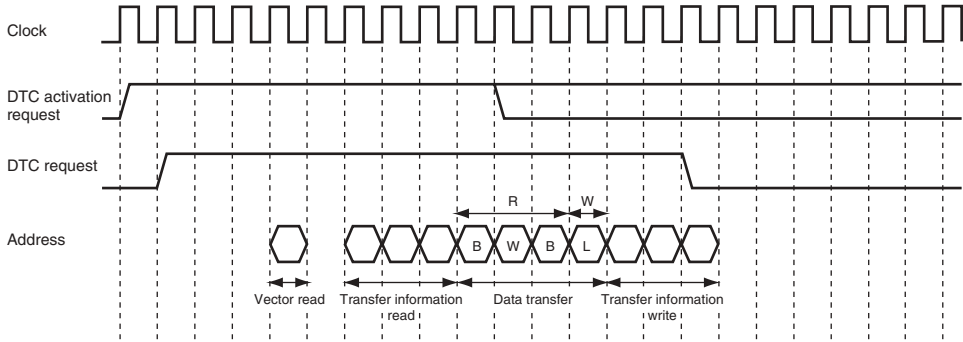 Clock
DTC activation
request
DTC request
R
W
Address
B
W
B
L
Vector read
Transfer information
read
Data transfer
Transfer information
write